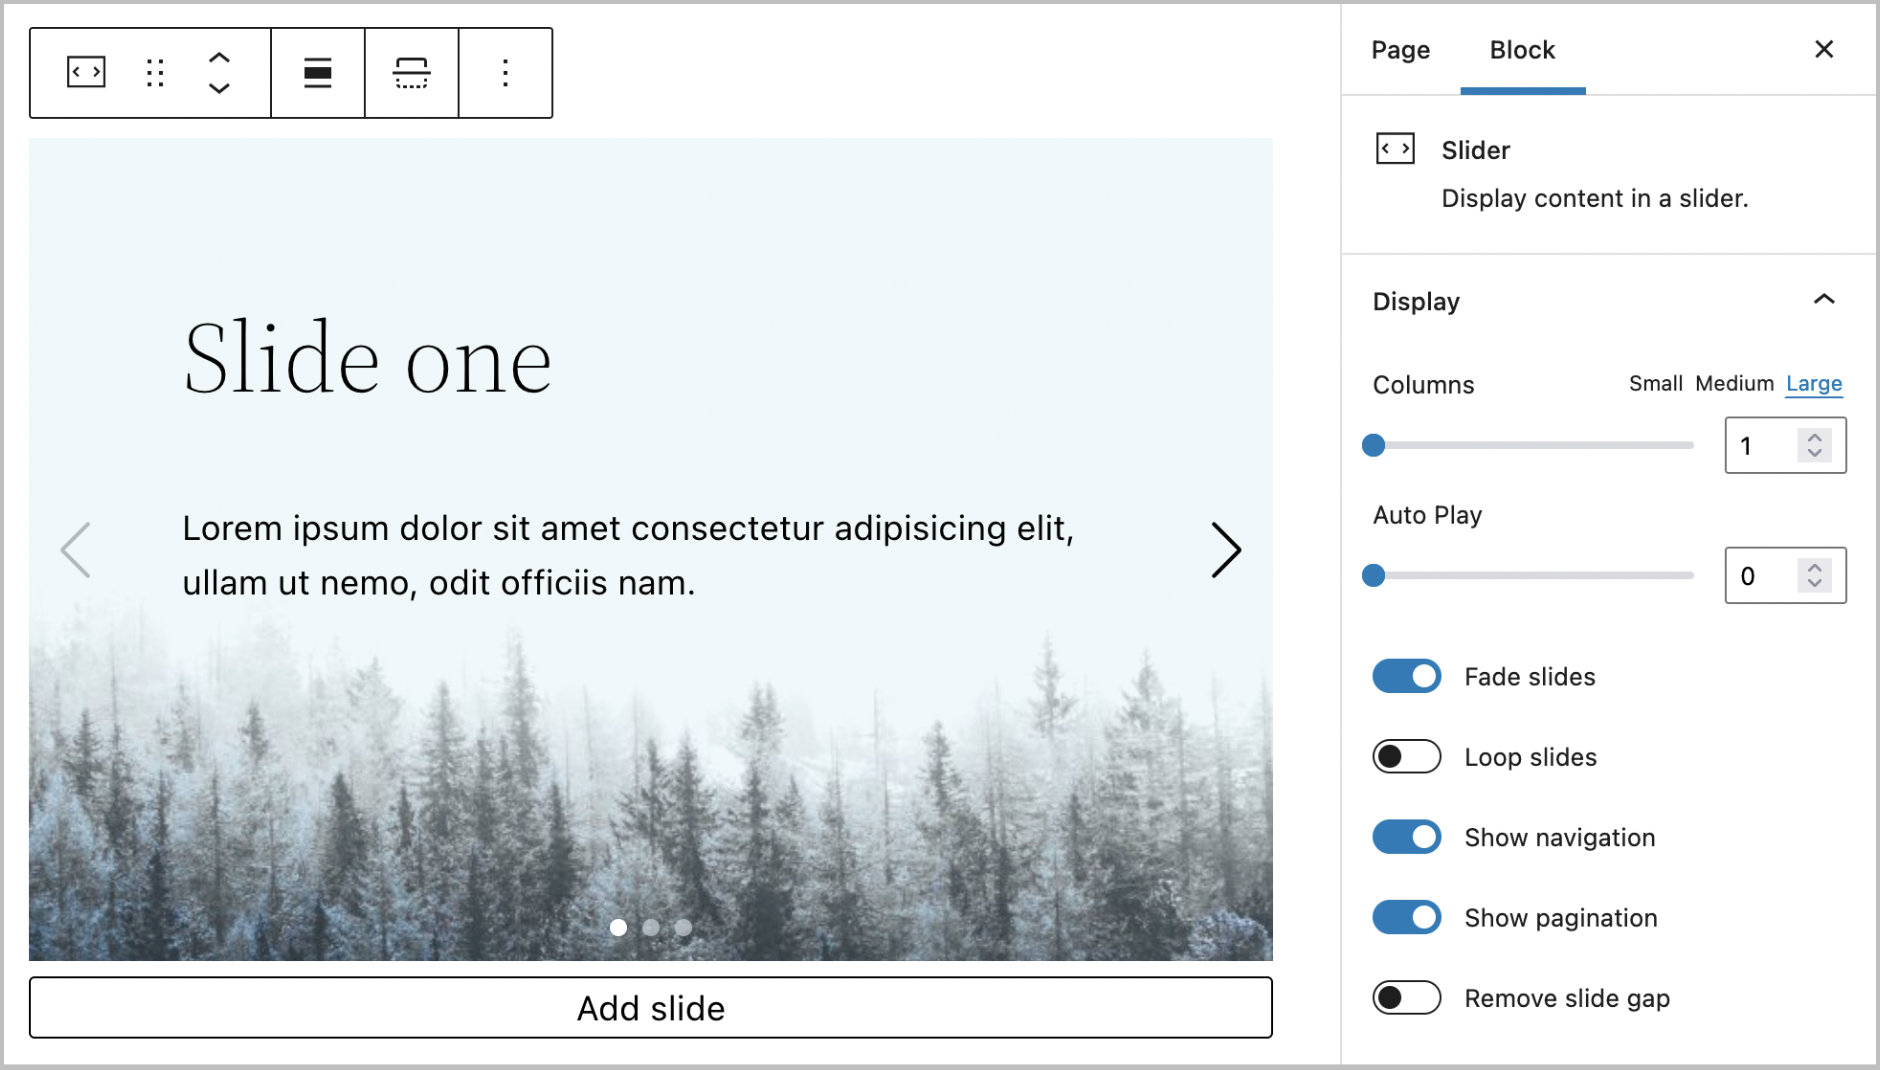 Page Block
Slider
Display content in a slider.
Display
Columns Small Medium Large
1
Auto Play
0
Fade slides
Loop slides
Show navigation
Show pagination
Remove slide gap
Slide one
Lorem ipsum dolor sit amet consectetur adipisicing elit,
ullam ut nemo, odit officiis nam.
Add slide